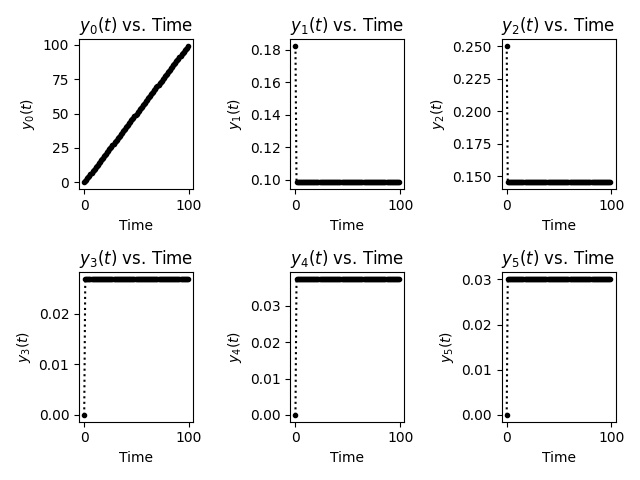 y₀(t) vs. Time
y₁(t) vs. Time
y₂(t) vs. Time
100
75
50
25
0
y₀(t)
0
100
Time
0.18
0.16
0.14
0.12
0.10
y₁(t)
0
100
Time
0.250
0.225
0.200
0.175
0.150
y₂(t)
0
100
Time
y₃(t) vs. Time
y₄(t) vs. Time
y₅(t) vs. Time
0.02
0.01
0.00
y₃(t)
0
100
Time
0.03
0.02
0.01
0.00
y₄(t)
0
100
Time
0.03
0.02
0.01
0.00
y₅(t)
0
100
Time